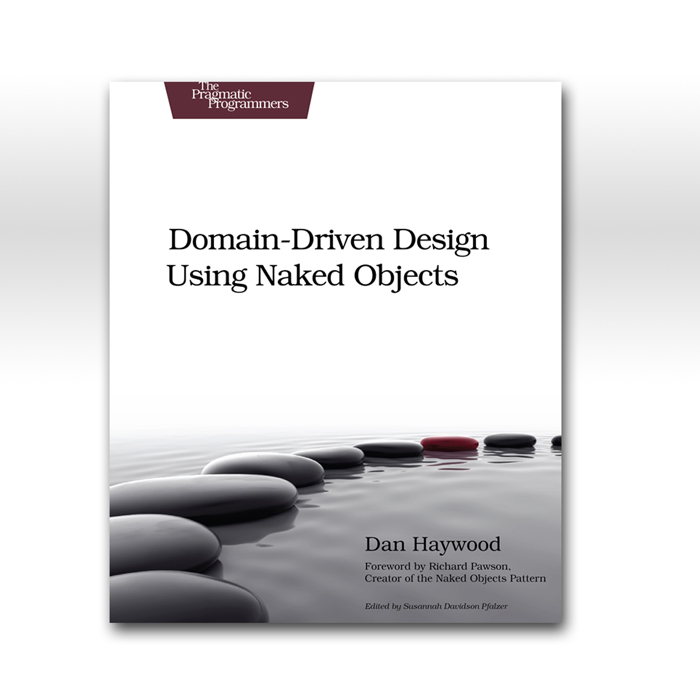 The
Pragmatic
Programmers
Domain-Driven Design
Using Naked Objects
Dan Haywood
Foreword by Richard Pawson,
Creator of the Naked Objects Pattern
Edited by Susannah Davidson Pfalzer